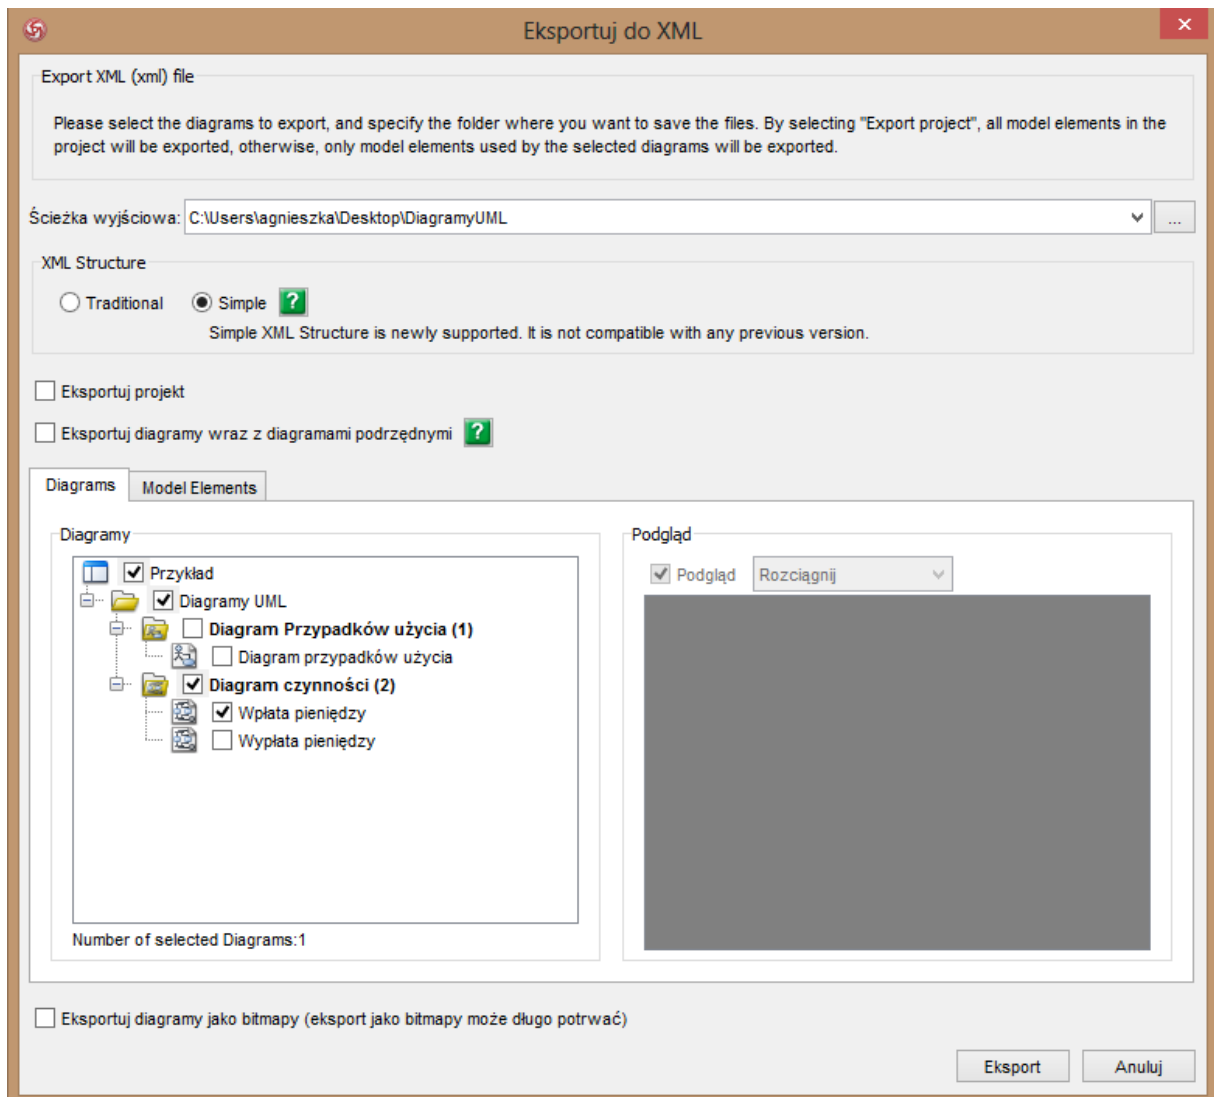 Eksportuj do XML
Export XML (xml) file
Please select the diagrams to export, and specify the folder where you want to save the files. By selecting "Export project", all model elements in the
project will be exported, otherwise, only model elements used by the selected diagrams will be exported.
Ścieżka wyjściowa: C:\Users\agnieszka\Desktop\DiagramyUML ...
XML Structure
Traditional Simple ?
Simple XML Structure is newly supported. It is not compatible with any previous version.
Eksportuj projekt
Eksportuj diagramy wraz z diagramami podrzędnymi ?
Diagrams Model Elements
Diagramy
Przykład
Diagramy UML
Diagram Przypadków użycia (1)
Diagram przypadków użycia
Diagram czynności (2)
Wpłata pieniędzy
Wypłata pieniędzy
Number of selected Diagrams:1
Podgląd
Podgląd Rozciągnij
Eksportuj diagramy jako bitmapy (eksport jako bitmapy może długo potrwać)
Eksport Anuluj